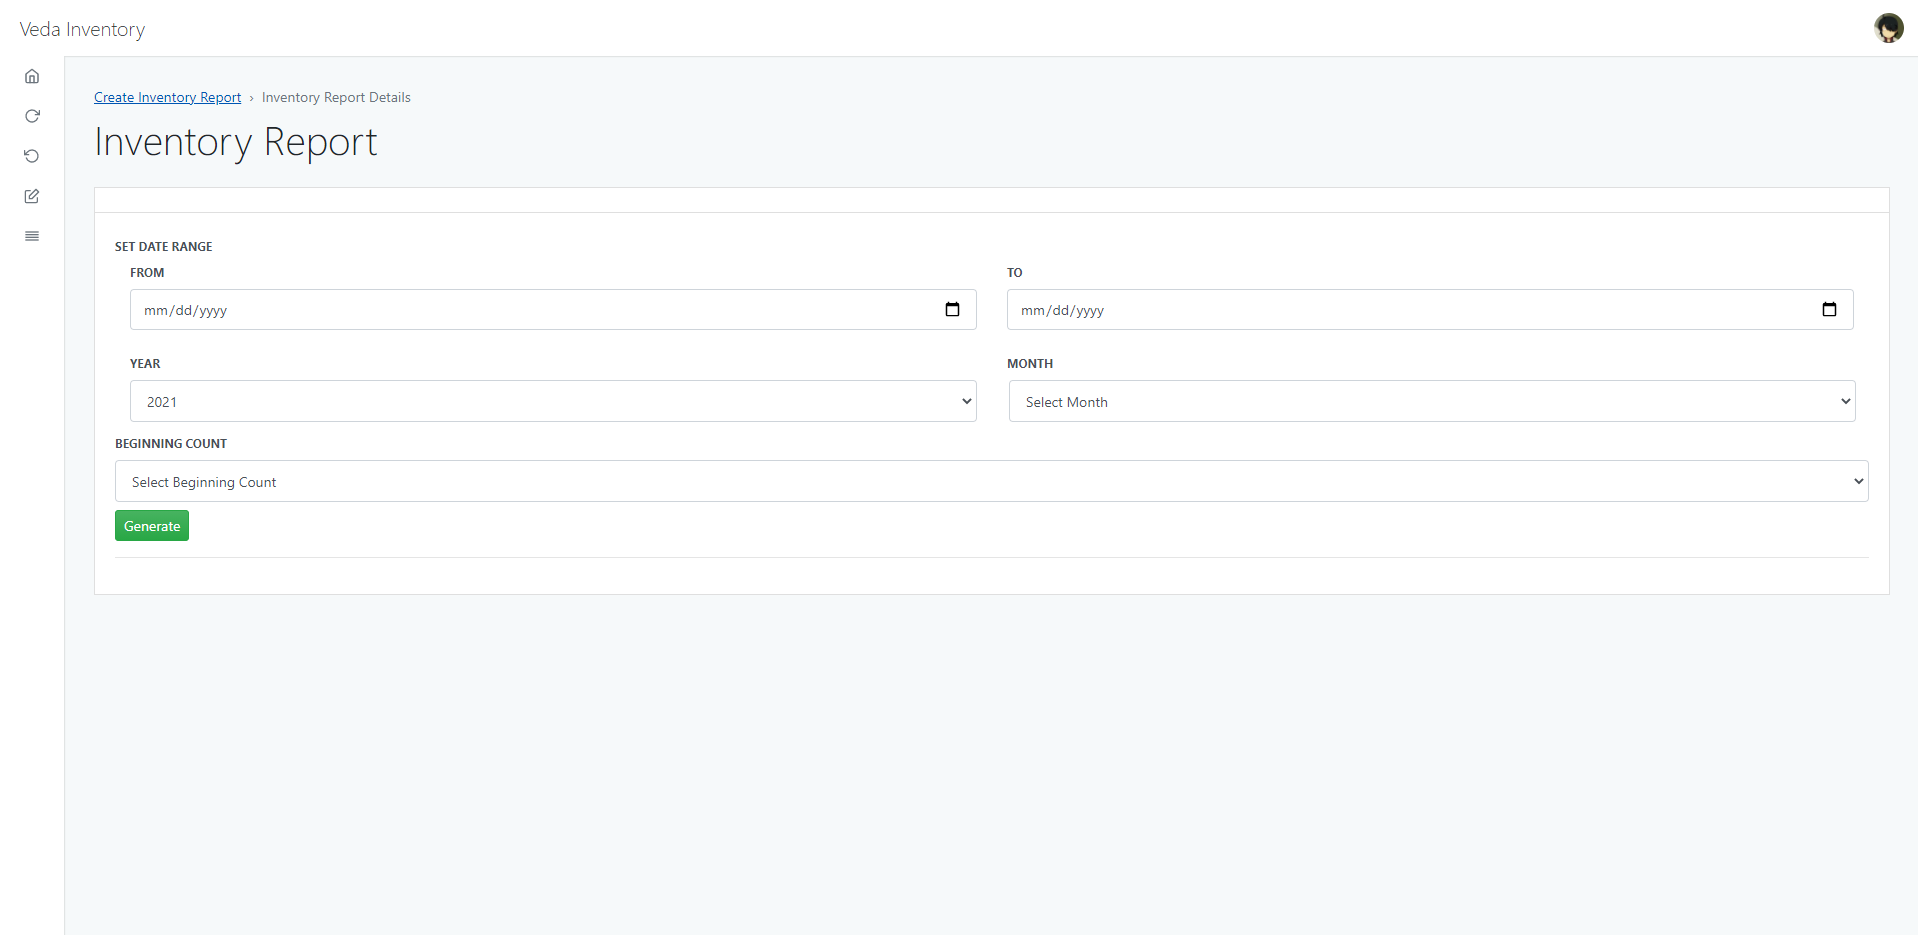 Veda Inventory
Create Inventory Report › Inventory Report Details
Inventory Report
SET DATE RANGE
FROM TO
mm/dd/yyyy mm/dd/yyyy
YEAR MONTH
2021 Select Month
BEGINNING COUNT
Select Beginning Count
Generate